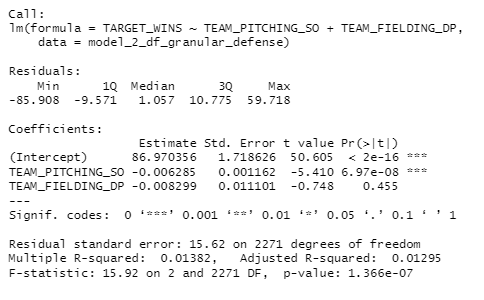 Call:
lm(formula = TARGET_WINS ~ TEAM_PITCHING_SO + TEAM_FIELDING_DP,
    data = model_2_df_granular_defense)
Residuals:
    Min      1Q  Median      3Q     Max
-85.908  -9.571   1.057  10.775  59.718
Coefficients:
                  Estimate Std. Error t value Pr(>|t|)
(Intercept)      86.970356   1.718626  50.605  < 2e-16 ***
TEAM_PITCHING_SO -0.006285   0.001162  -5.410 6.97e-08 ***
TEAM_FIELDING_DP -0.008299   0.011101  -0.748    0.455
---
Signif. codes:  0 ‘***’ 0.001 ‘**’ 0.01 ‘*’ 0.05 ‘.’ 0.1 ‘ ’ 1
Residual standard error: 15.62 on 2271 degrees of freedom
Multiple R-squared:  0.01382,   Adjusted R-squared:  0.01295
F-statistic: 15.92 on 2 and 2271 DF,  p-value: 1.366e-07